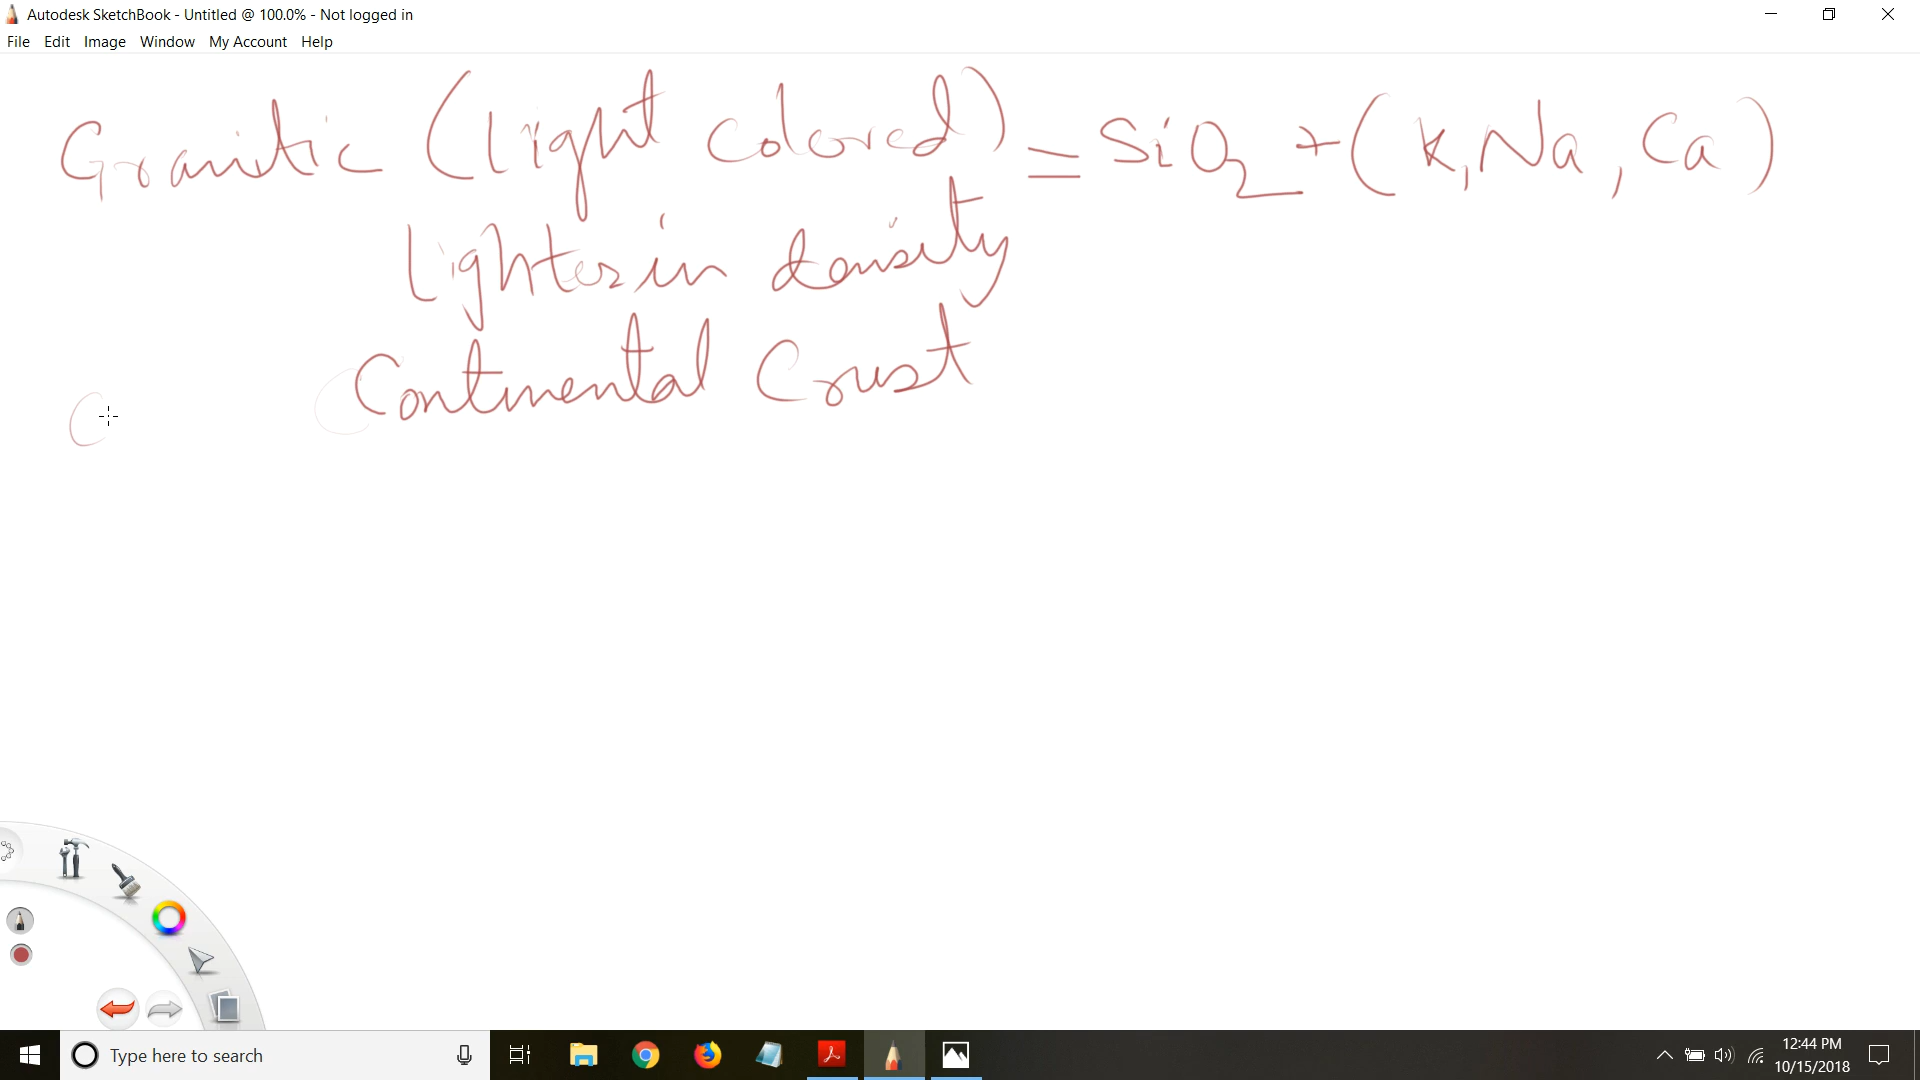 Autodesk SketchBook - Untitled @ 100.0% - Not logged in
File Edit Image Window My Account Help
Granitic (light colored) = SiO2 + (K, Na, Ca)
Lighter in density
Continental Crust
C
Type here to search
12:44 PM
10/15/2018